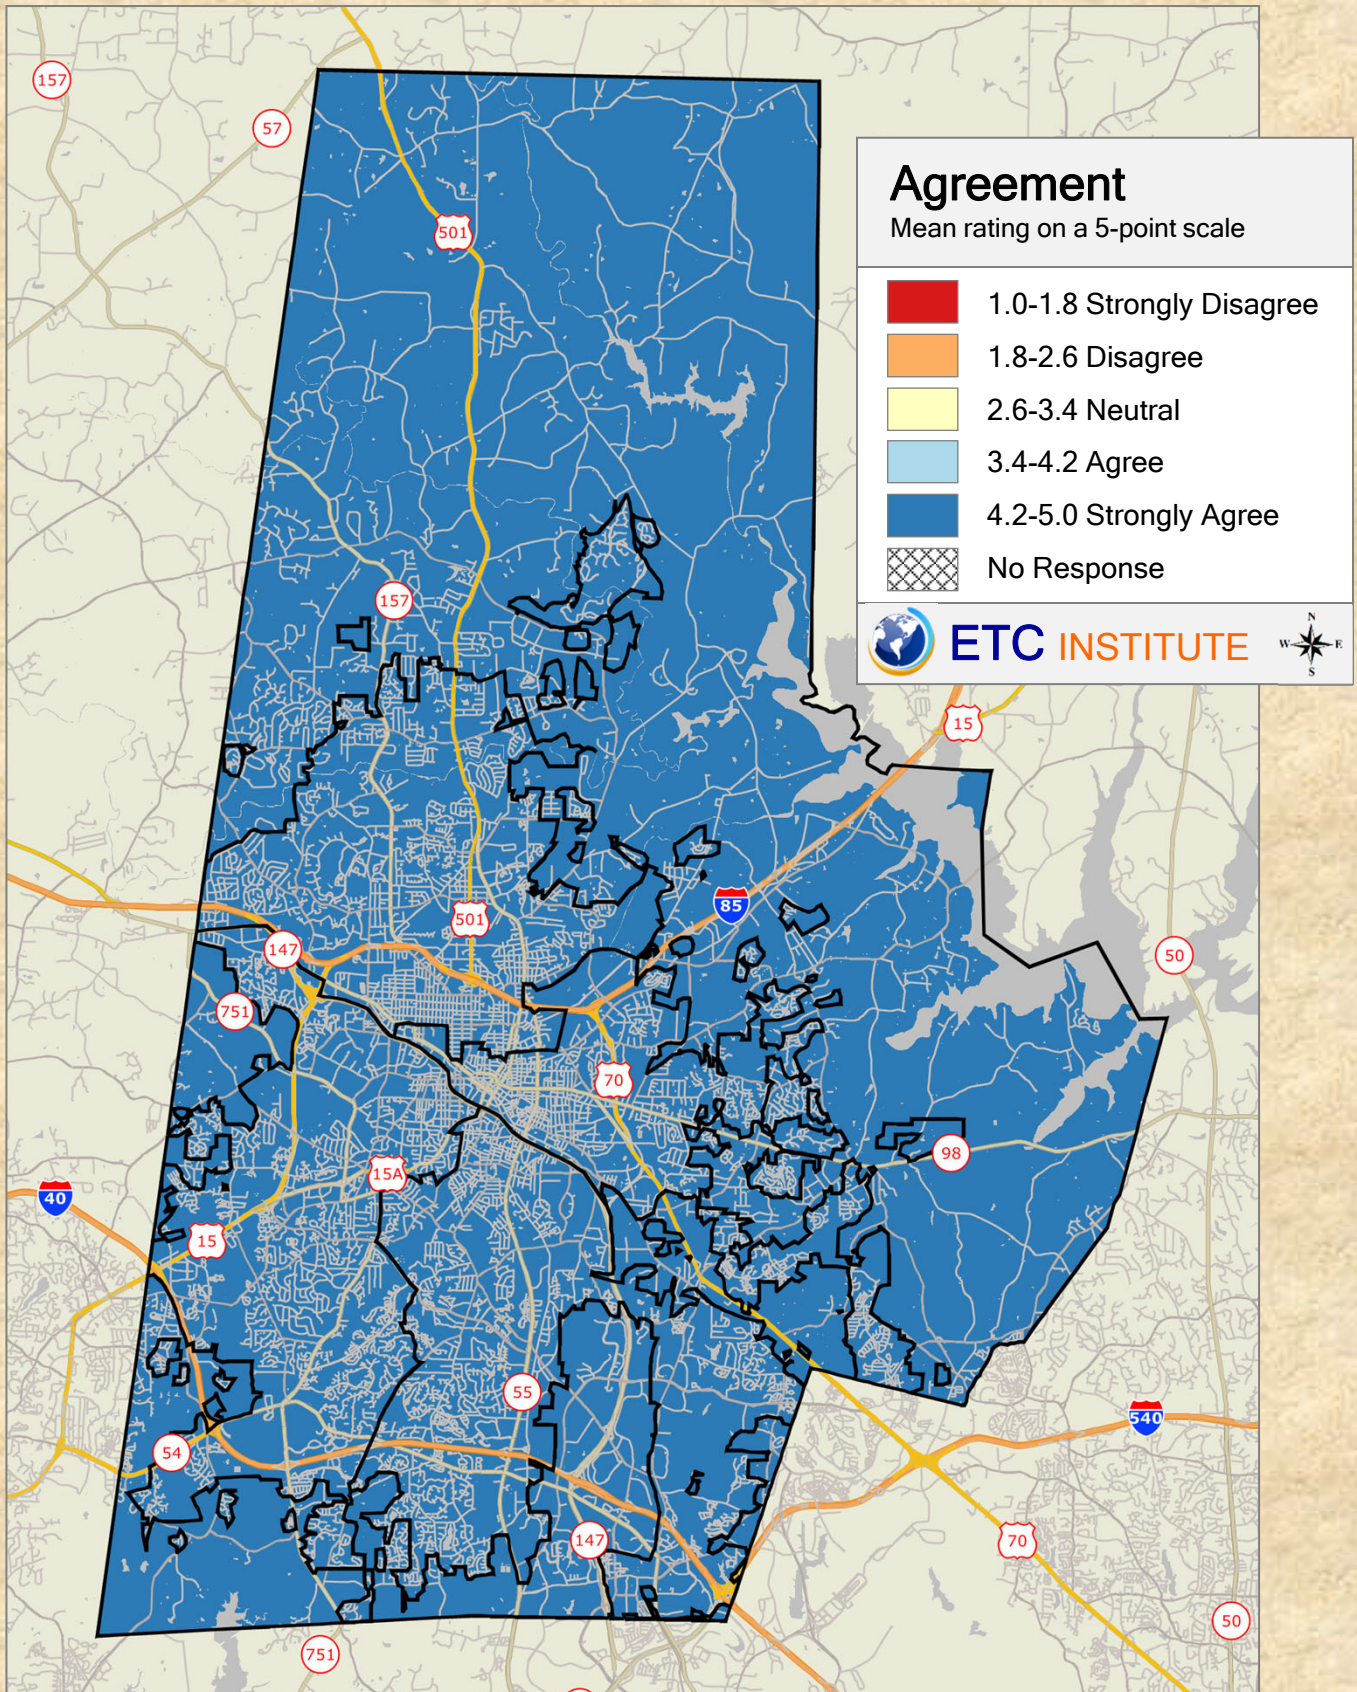 157
57
501
Agreement
Mean rating on a 5-point scale
1.0-1.8 Strongly Disagree
1.8-2.6 Disagree
2.6-3.4 Neutral
3.4-4.2 Agree
4.2-5.0 Strongly Agree
No Response
ETC INSTITUTE
N
W
E
S
157
15
85
501
147
50
751
70
98
15A
40
15
55
540
54
147
70
50
751